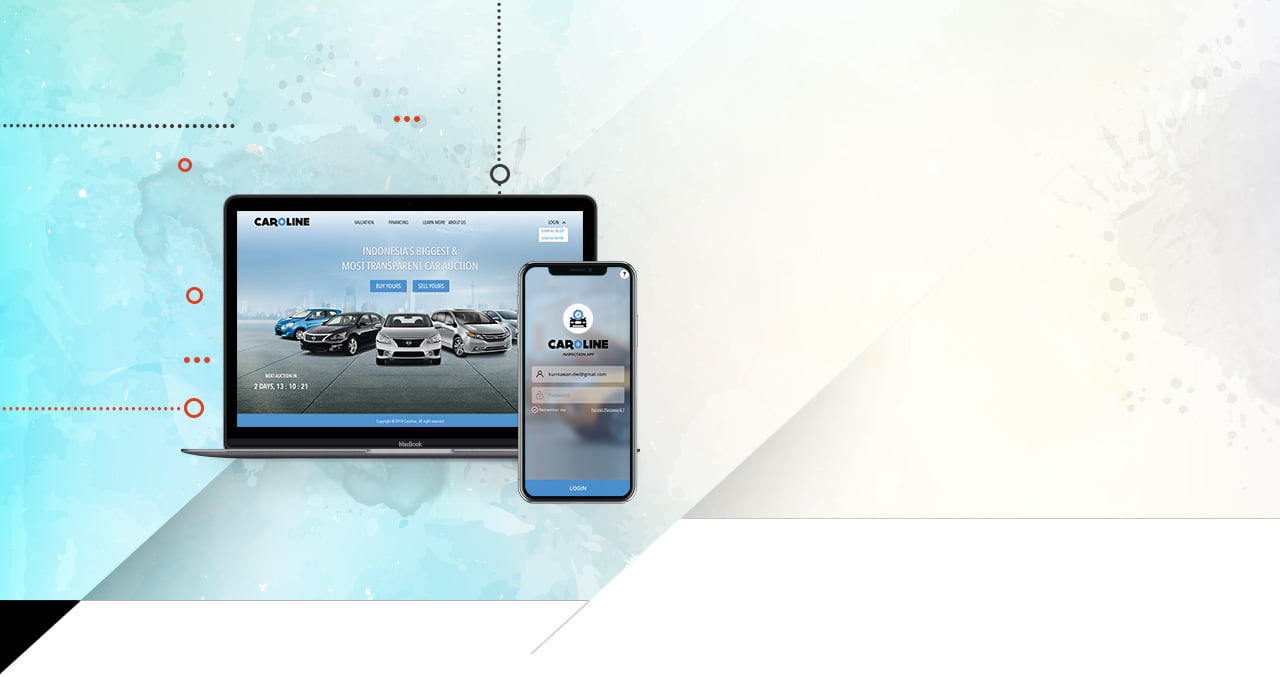 CAROLINE
VALUATION FINANCING LEARN MORE ABOUT US LOGIN
LOGIN AS SELLER
LOGIN AS BUYER
INDONESIA'S BIGGEST &
MOST TRANSPARENT CAR AUCTION
BUY YOURS SELL YOURS
NEXT AUCTION IN
2 DAYS, 13 : 10 : 21
Copyright © 2018 Caroline, All right reserved
MacBook
?
CAROLINE
INSPECTION APP
kurniawan.dwi@gmail.com
Password
Remember me Forgot Password ?
LOGIN